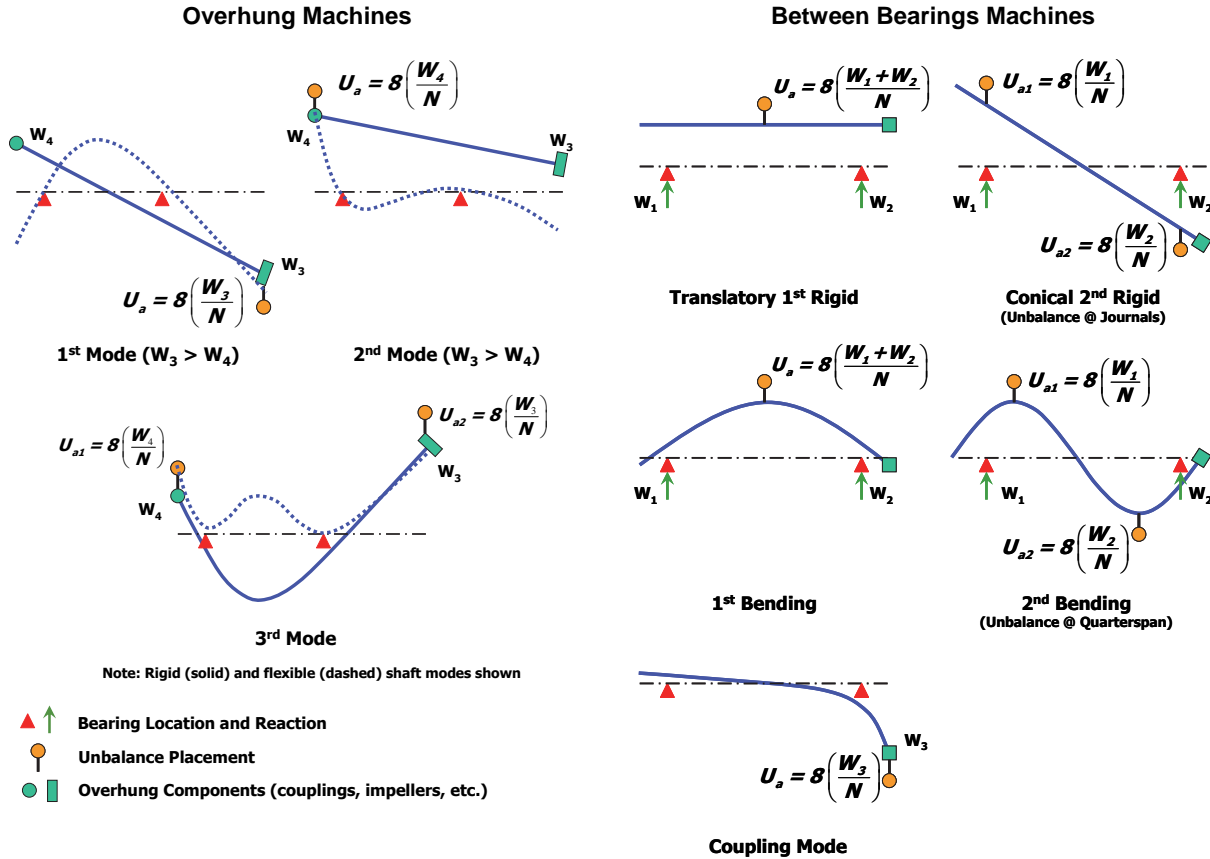 Overhung Machines
U_a = 8(W_4/N)
W_4
W_4
W_3
W_3
U_a = 8(W_3/N)
1st Mode (W_3 > W_4)
2nd Mode (W_3 > W_4)
U_a1 = 8(W_4/N)
U_a2 = 8(W_3/N)
W_4
W_3
3rd Mode
Note: Rigid (solid) and flexible (dashed) shaft modes shown
Bearing Location and Reaction
Unbalance Placement
Overhung Components (couplings, impellers, etc.)
Between Bearings Machines
U_a = 8(W_1 + W_2/N)
W_1
W_2
Translatory 1st Rigid
U_a1 = 8(W_1/N)
W_1
W_2
U_a2 = 8(W_2/N)
Conical 2nd Rigid
(Unbalance @ Journals)
U_a = 8(W_1 + W_2/N)
W_1
W_2
1st Bending
U_a1 = 8(W_1/N)
W_1
W_2
U_a2 = 8(W_2/N)
2nd Bending
(Unbalance @ Quarterspan)
W_3
U_a = 8(W_3/N)
Coupling Mode